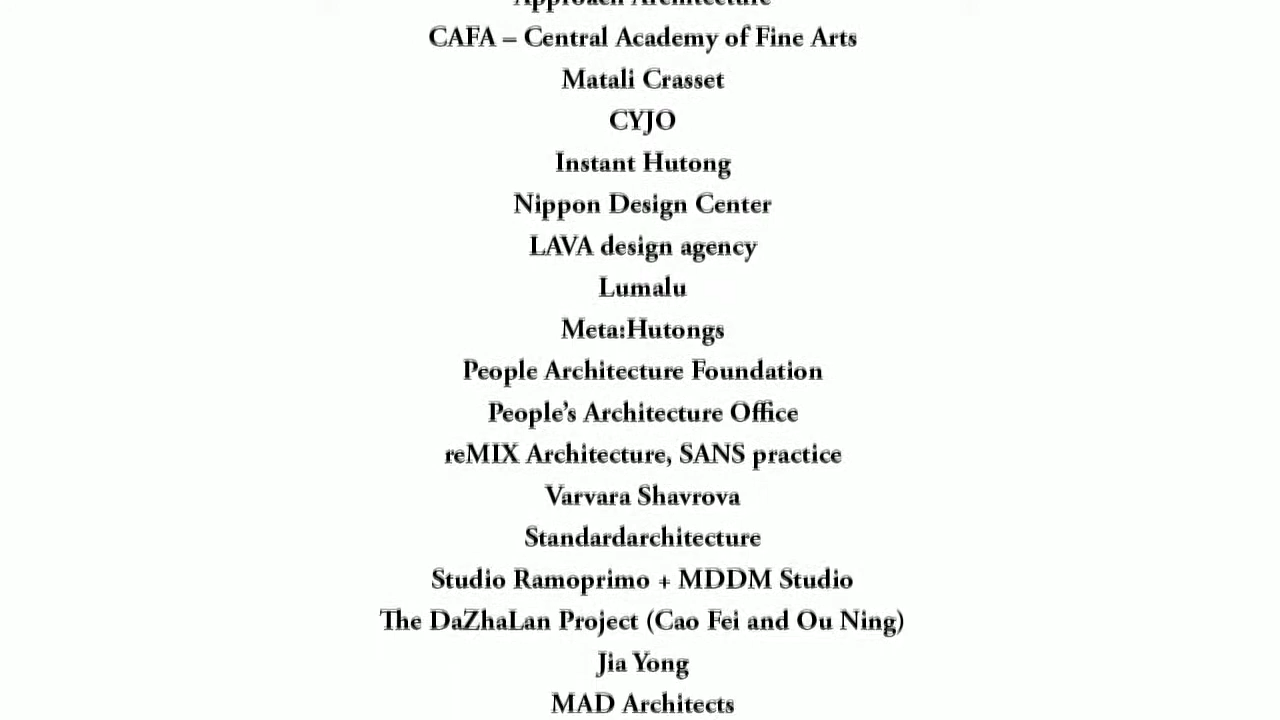 Approach Architecture
CAFA – Central Academy of Fine Arts
Matali Crasset
CYJO
Instant Hutong
Nippon Design Center
LAVA design agency
Lumalu
Meta:Hutongs
People Architecture Foundation
People’s Architecture Office
reMIX Architecture, SANS practice
Varvara Shavrova
Standardarchitecture
Studio Ramoprimo + MDDM Studio
The DaZhaLan Project (Cao Fei and Ou Ning)
Jia Yong
MAD Architects